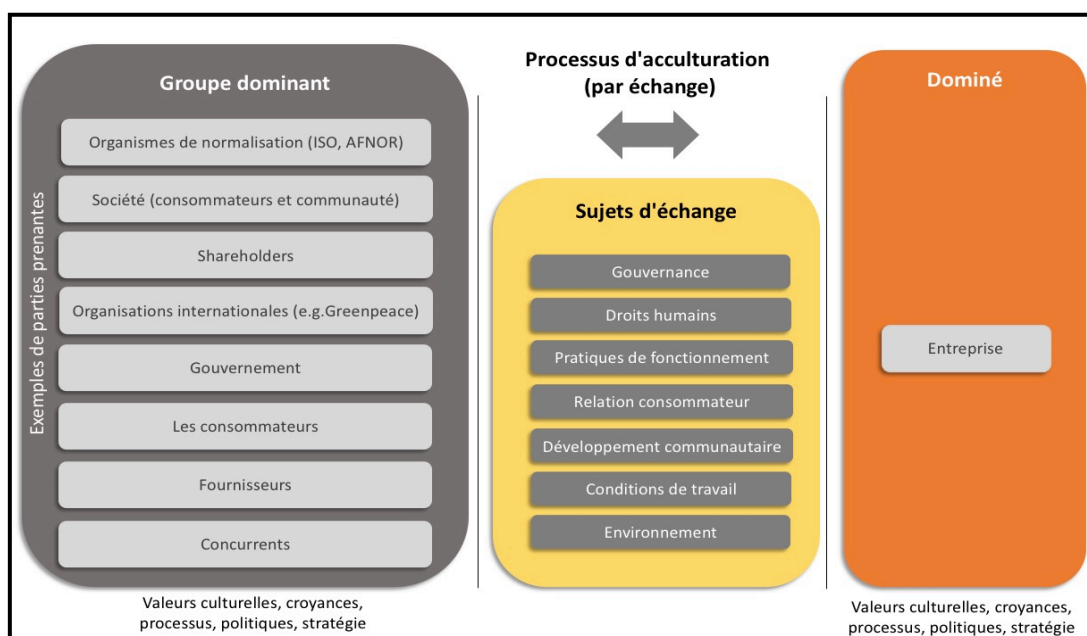 Groupe dominant
Exemples de parties prenantes
Organismes de normalisation (ISO, AFNOR)
Société (consommateurs et communauté)
Shareholders
Organisations internationales (e.g.Greenpeace)
Gouvernement
Les consommateurs
Fournisseurs
Concurrents
Valeurs culturelles, croyances,
processus, politiques, stratégie
Processus d'acculturation
(par échange)
Sujets d'échange
Gouvernance
Droits humains
Pratiques de fonctionnement
Relation consommateur
Développement communautaire
Conditions de travail
Environnement
Dominé
Entreprise
Valeurs culturelles, croyances,
processus, politiques, stratégie